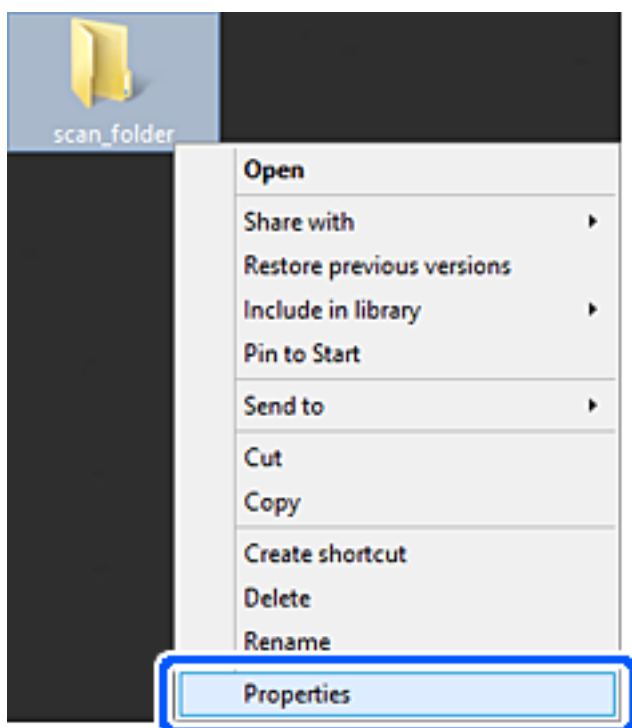 scan_folder
Open
Share with
Restore previous versions
Include in library
Pin to Start
Send to
Cut
Copy
Create shortcut
Delete
Rename
Properties